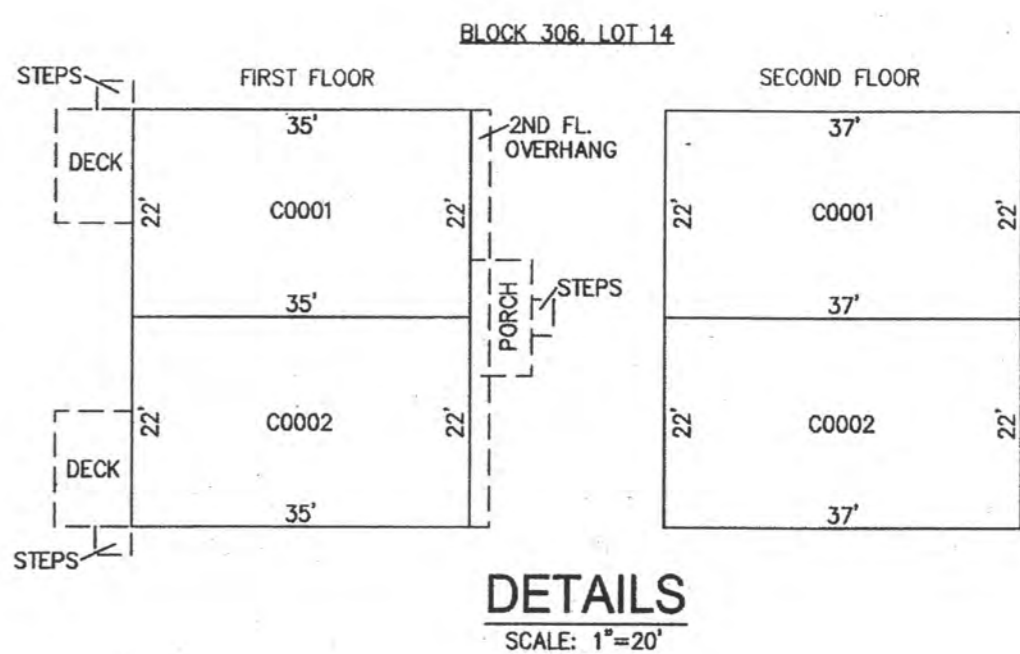 BLOCK 306, LOT 14
STEPS
FIRST FLOOR
SECOND FLOOR
35'
2ND FL.
OVERHANG
37'
DECK
22'
C0001
22'
22'
C0001
22'
35'
STEPS
37'
PORCH
22'
C0002
22'
22'
C0002
22'
DECK
35'
37'
STEPS
DETAILS
SCALE: 1"=20'